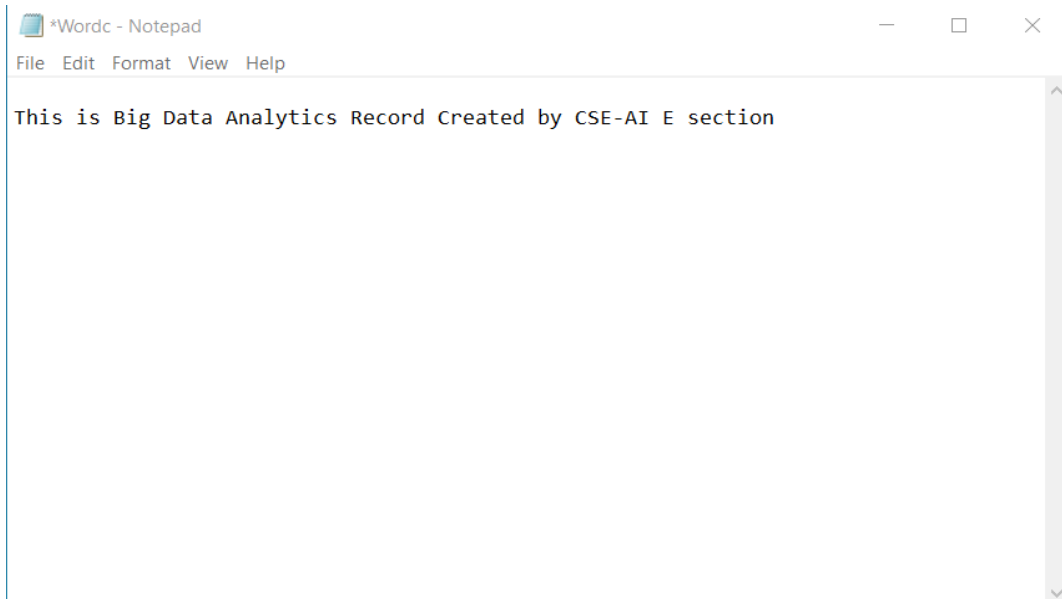 *Wordc - Notepad
File Edit Format View Help
This is Big Data Analytics Record Created by CSE-AI E section